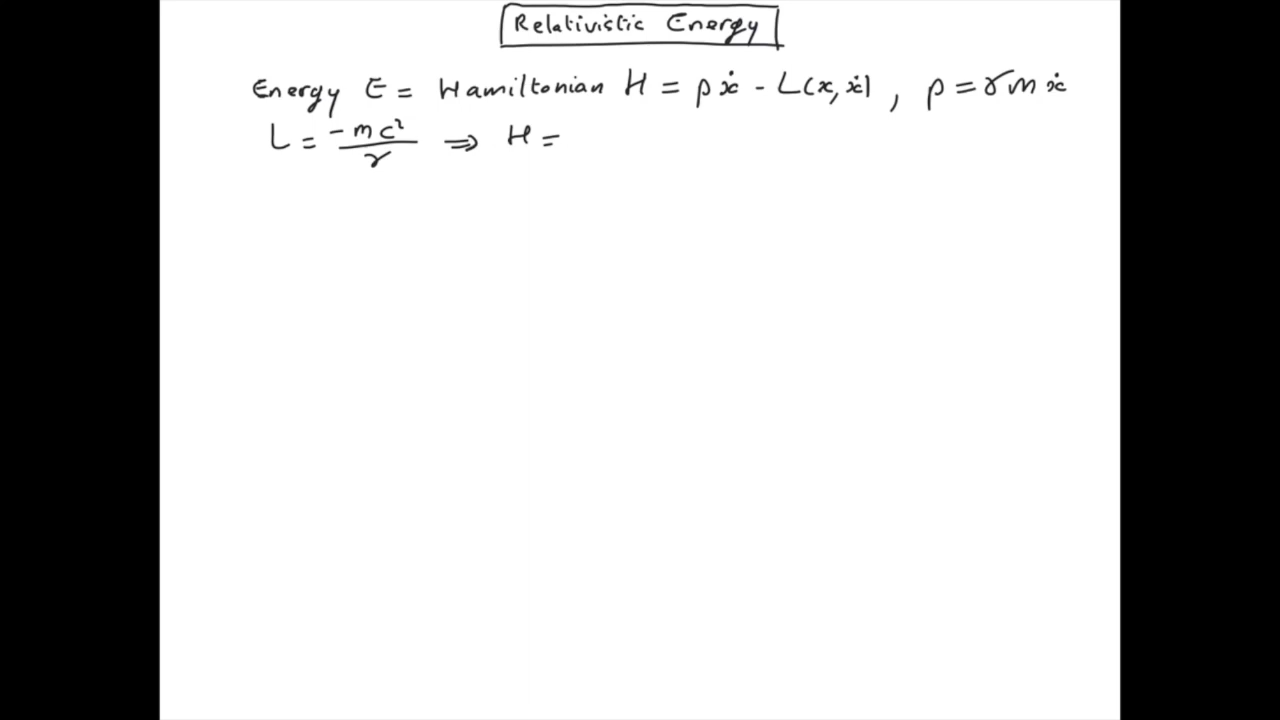 Relativistic Energy
Energy E = Hamiltonian H = pẋ - L(x, ẋ) , p = γmẋ
L = -mc²/γ ⇒ H =